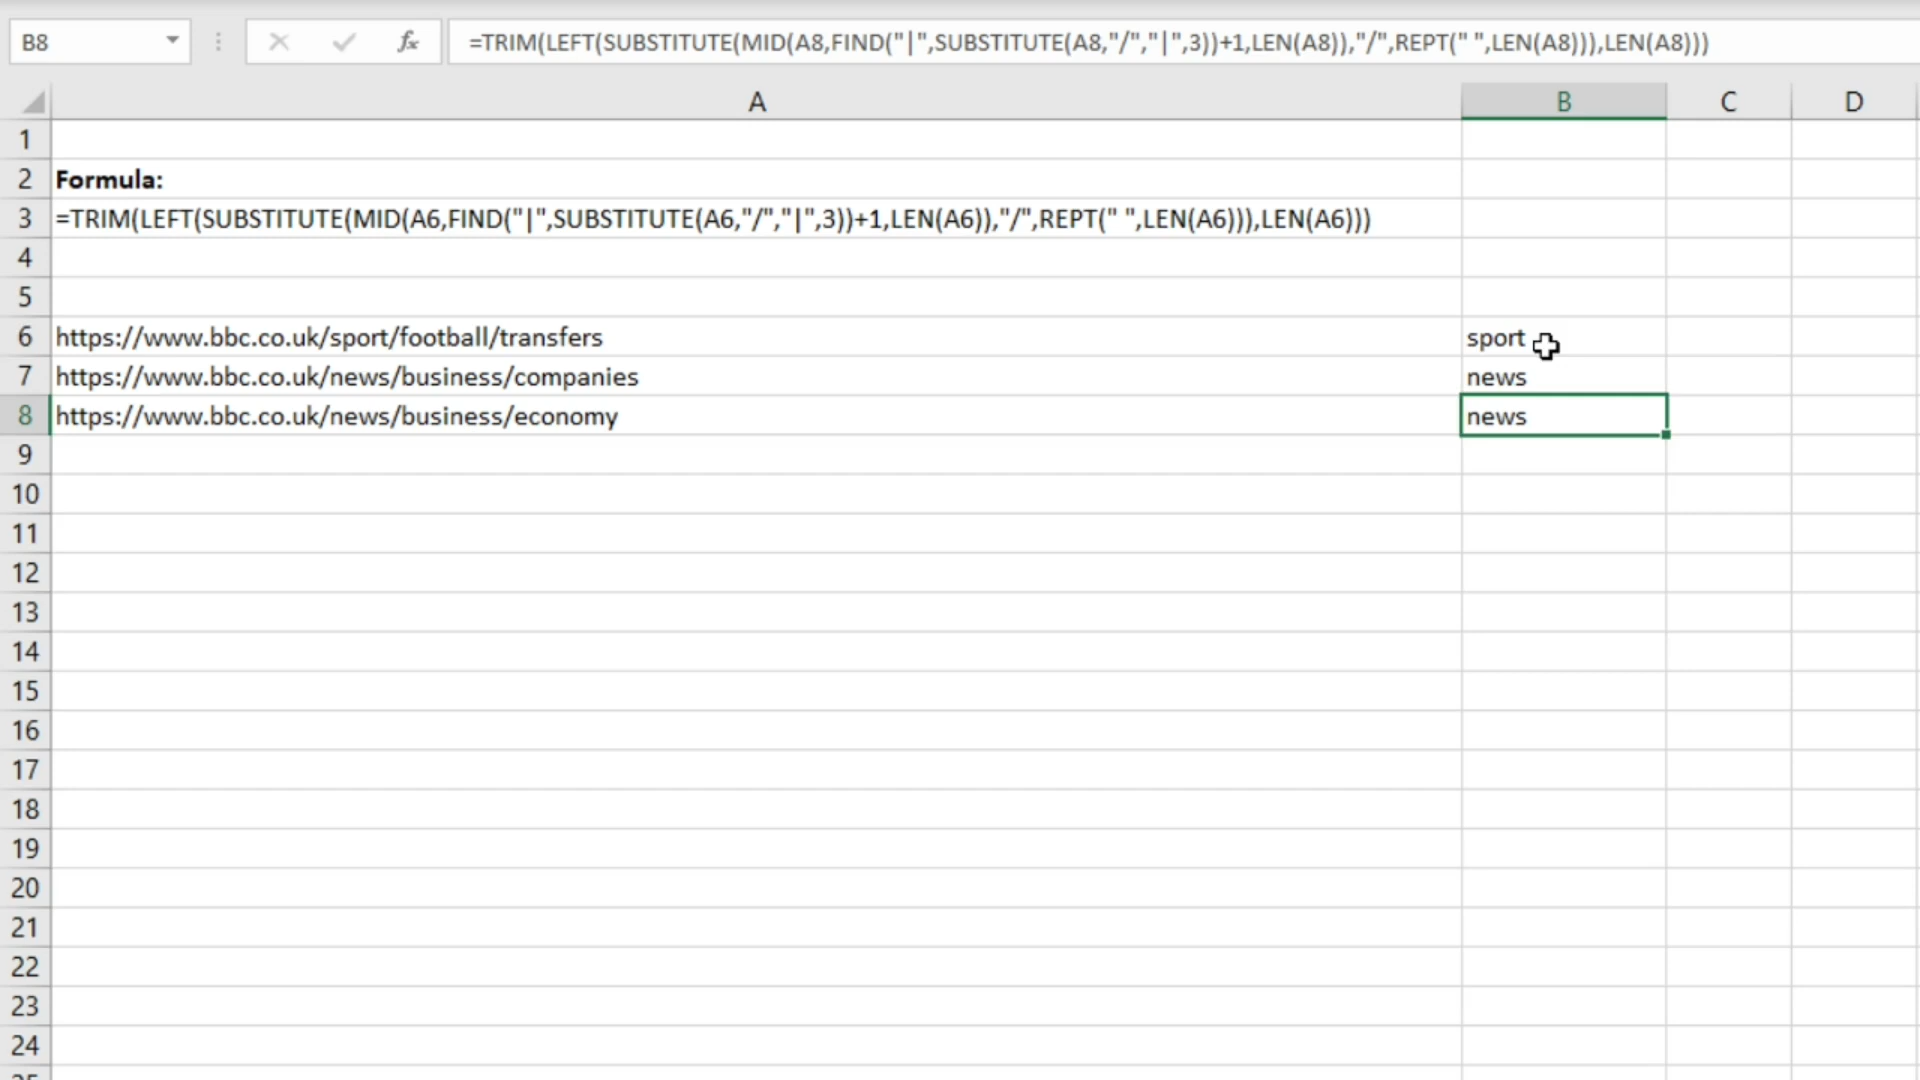 B8 fx =TRIM(LEFT(SUBSTITUTE(MID(A8,FIND("|",SUBSTITUTE(A8,"/","|",3))+1,LEN(A8)),"/",REPT(" ",LEN(A8))),LEN(A8)))
A B C D
1
2 Formula:
3 =TRIM(LEFT(SUBSTITUTE(MID(A6,FIND("|",SUBSTITUTE(A6,"/","|",3))+1,LEN(A6)),"/",REPT(" ",LEN(A6))),LEN(A6)))
4
5
6 https://www.bbc.co.uk/sport/football/transfers sport
7 https://www.bbc.co.uk/news/business/companies news
8 https://www.bbc.co.uk/news/business/economy news
9
10
11
12
13
14
15
16
17
18
19
20
21
22
23
24